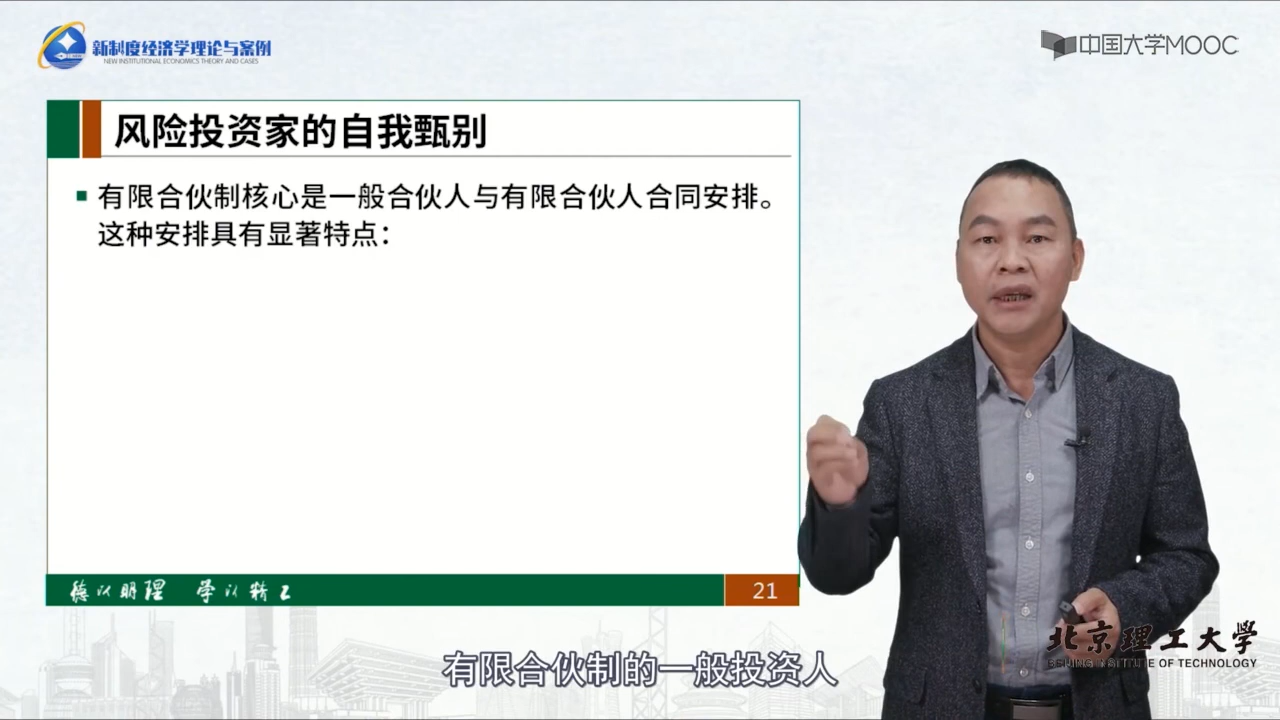 新制度经济学理论与案例
NEW INSTITUTIONAL ECONOMICS THEORY AND CASES
中国大学MOOC
风险投资家的自我甄别
有限合伙制核心是一般合伙人与有限合伙人合同安排。
这种安排具有显著特点：
德以明理 学以精工
21
北京理工大学
BEIJING INSTITUTE OF TECHNOLOGY
有限合伙制的一般投资人